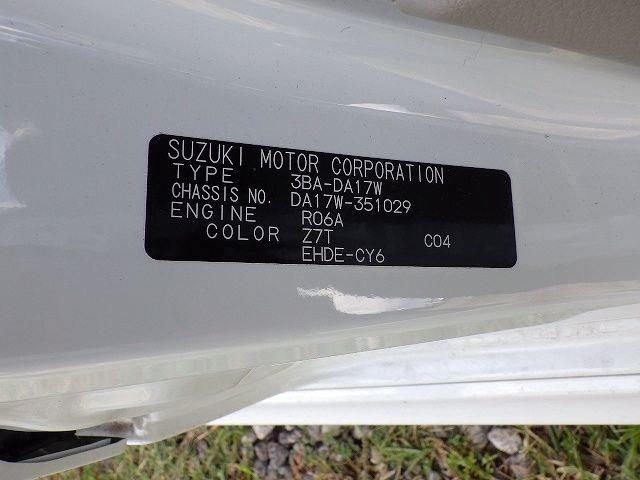 SUZUKI MOTOR CORPORATION
TYPE 3BA-DA17W
CHASSIS NO. DA17W-351029
ENGINE R06A
COLOR Z7T C04
EHDE-CY6